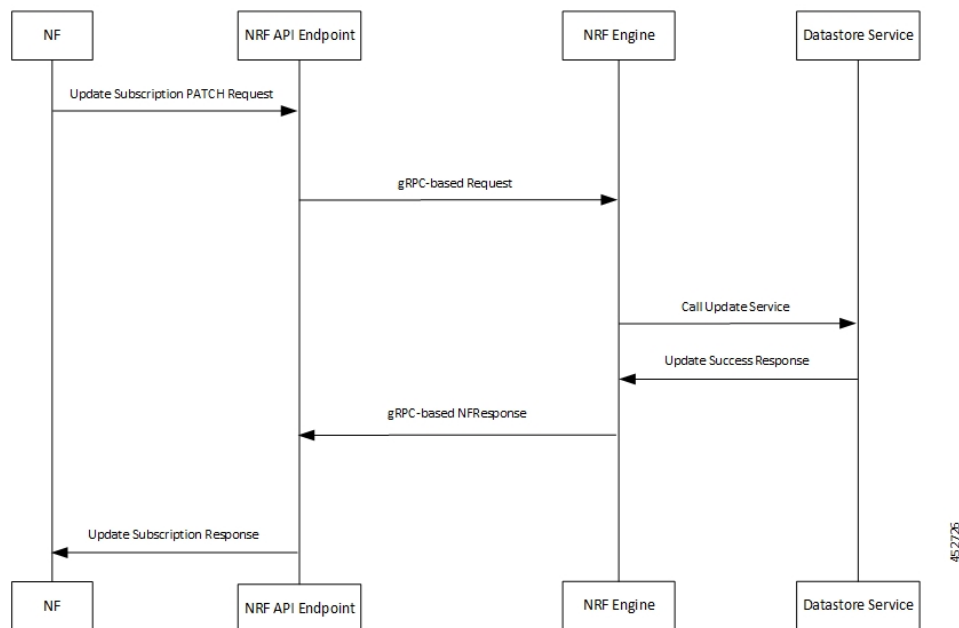 NF
NRF API Endpoint
NRF Engine
Datastore Service
Update Subscription PATCH Request
gRPC-based Request
Call Update Service
Update Success Response
gRPC-based NFResponse
Update Subscription Response
452726
NF
NRF API Endpoint
NRF Engine
Datastore Service